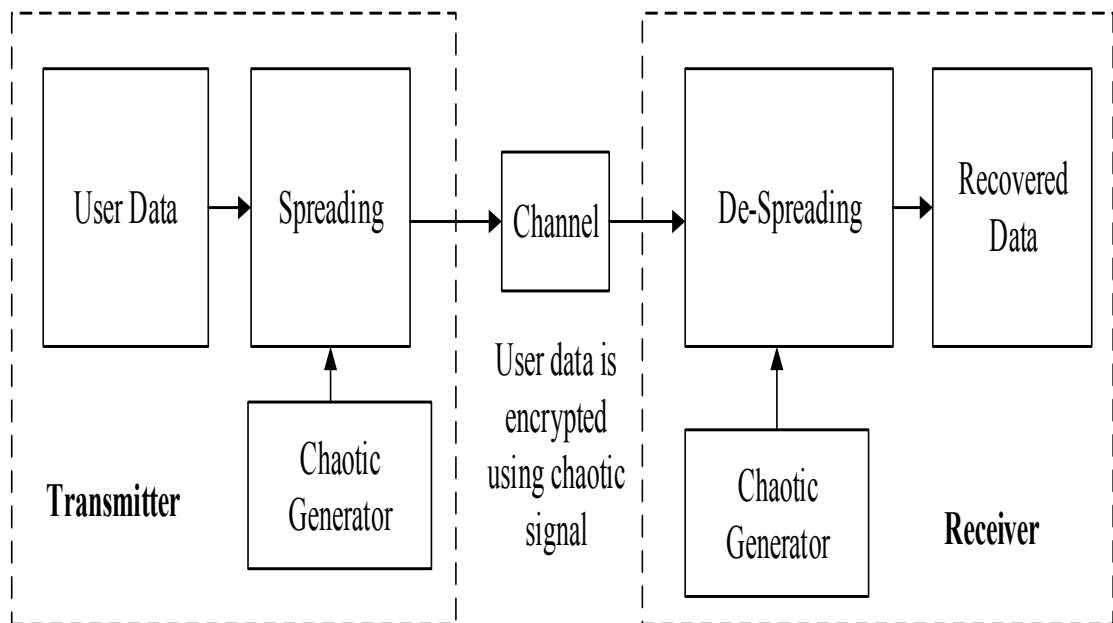 User Data
Spreading
Chaotic
Generator
Transmitter
Channel
User data is
encrypted
using chaotic
signal
De-Spreading
Recovered
Data
Chaotic
Generator
Receiver